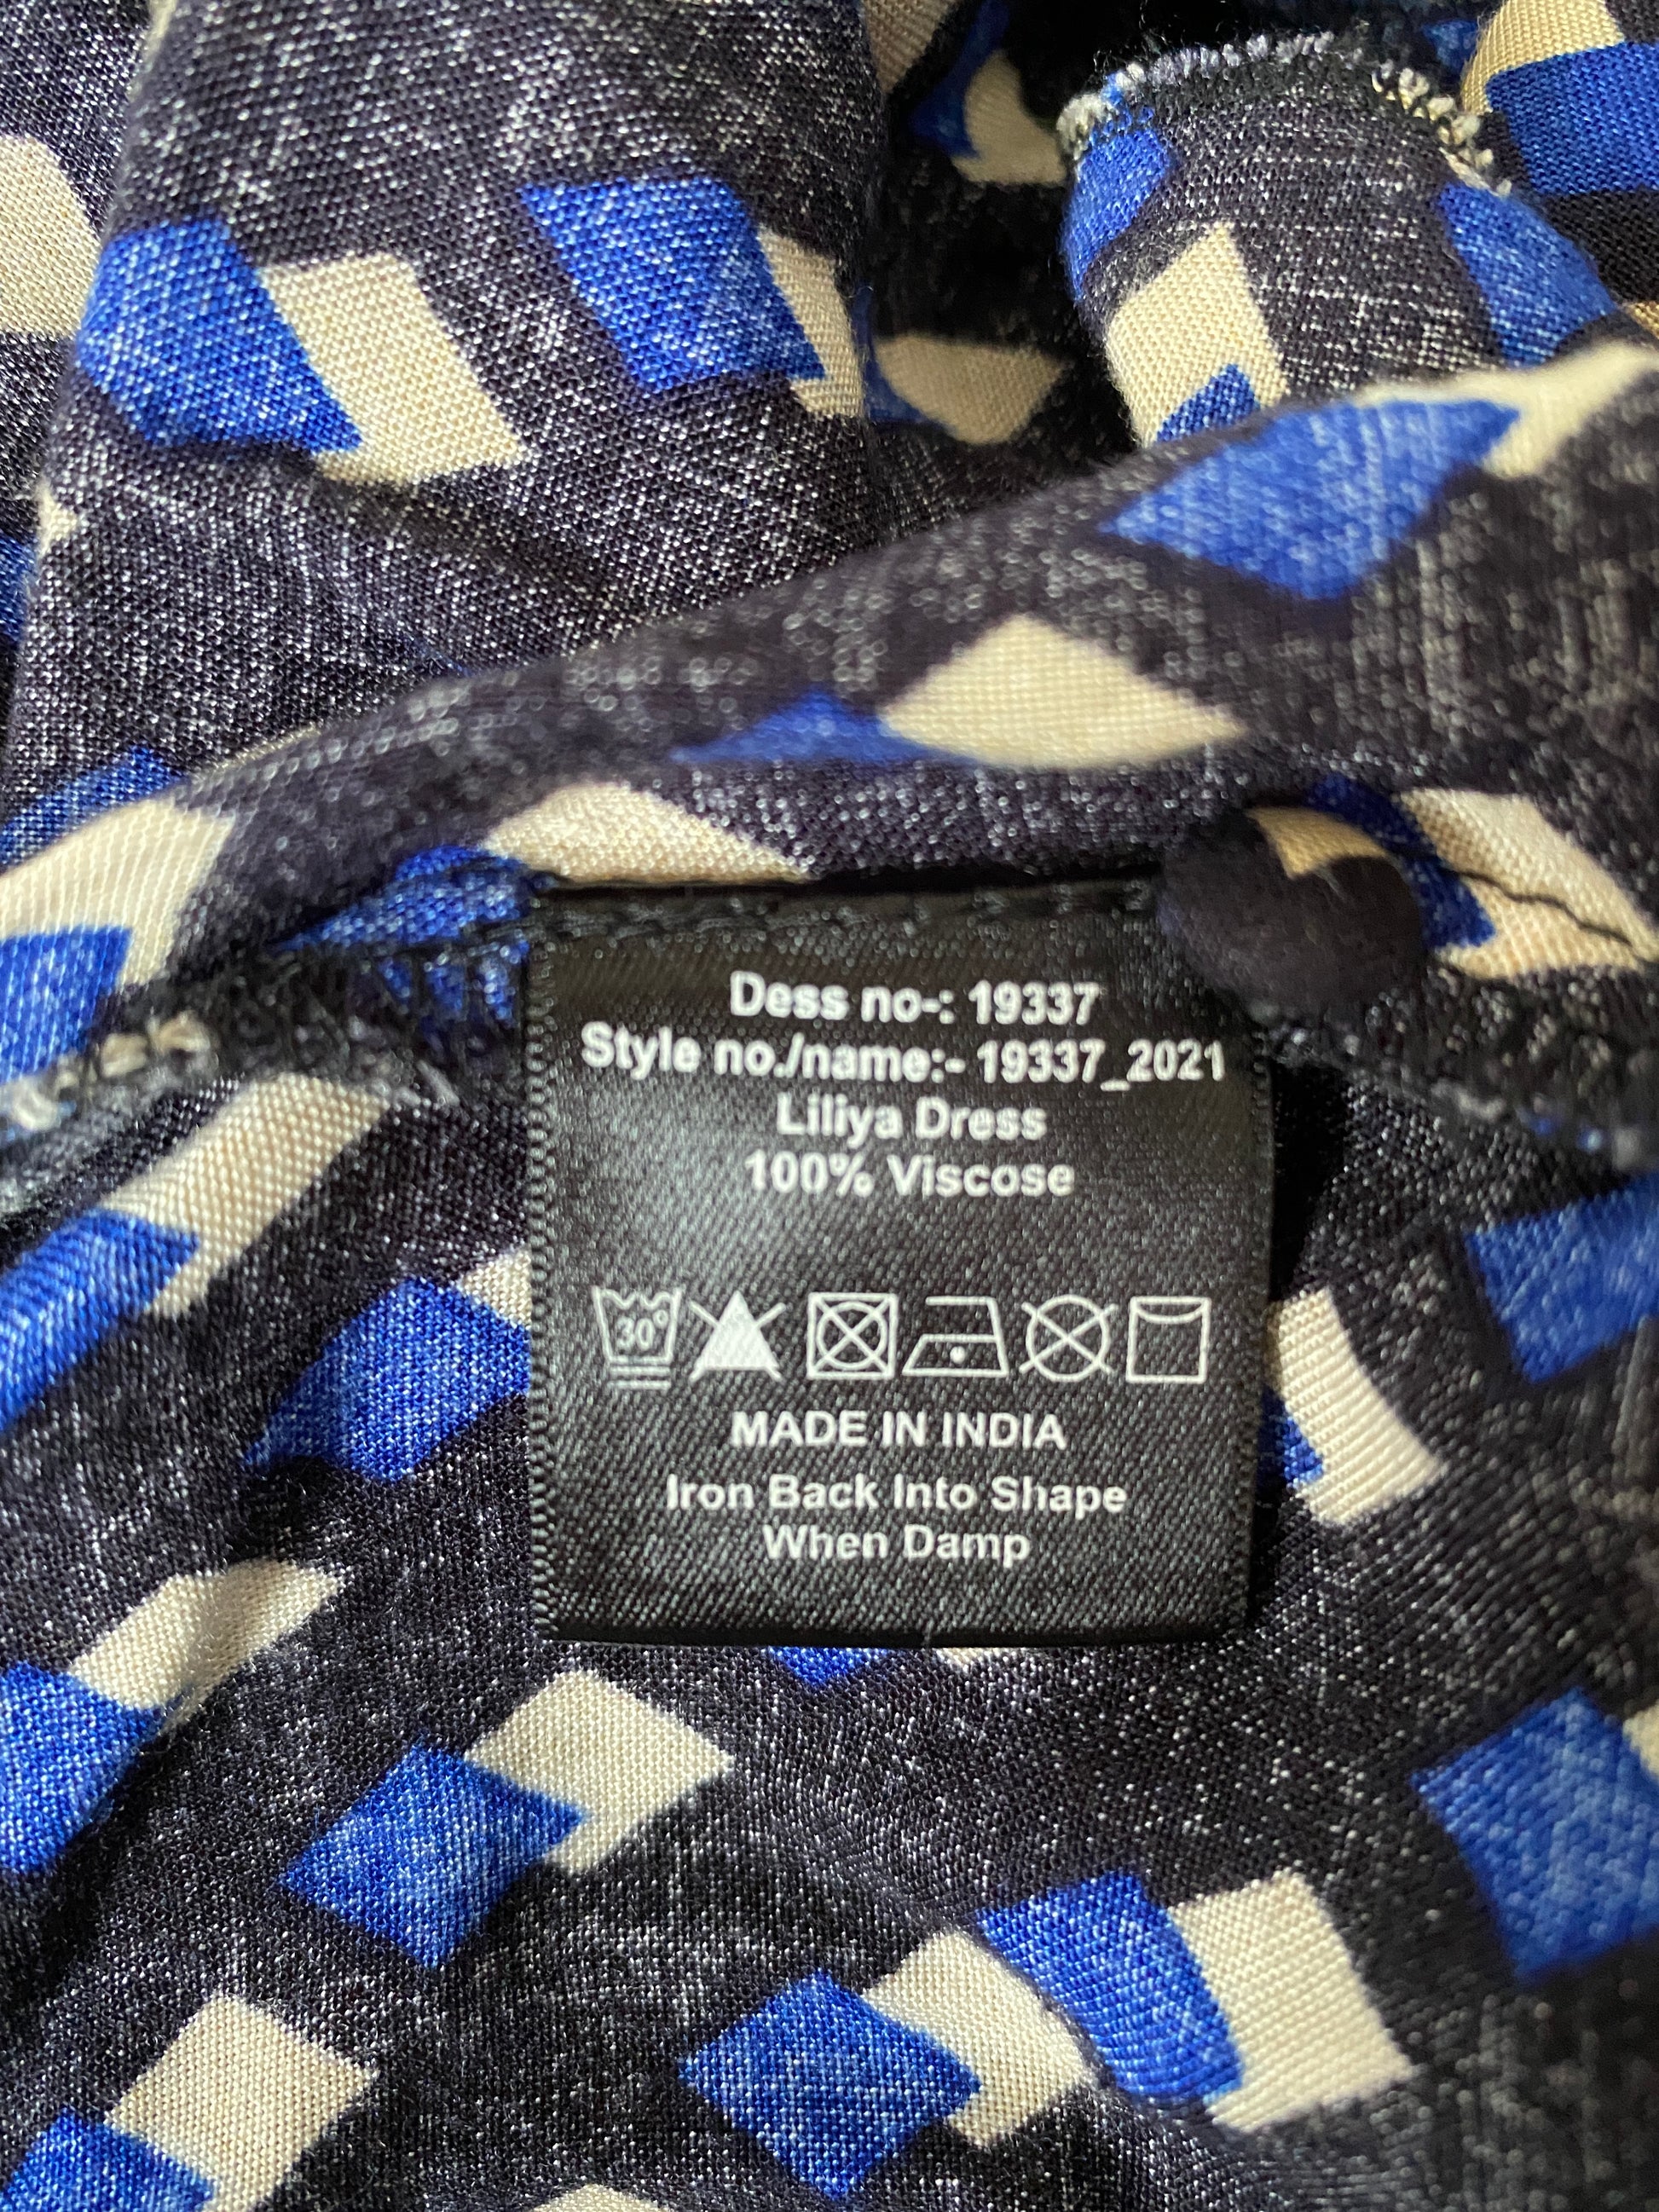 Dess no-: 19337
Style no./name:- 19337_2021
Liliya Dress
100% Viscose
30°
MADE IN INDIA
Iron Back Into Shape
When Damp